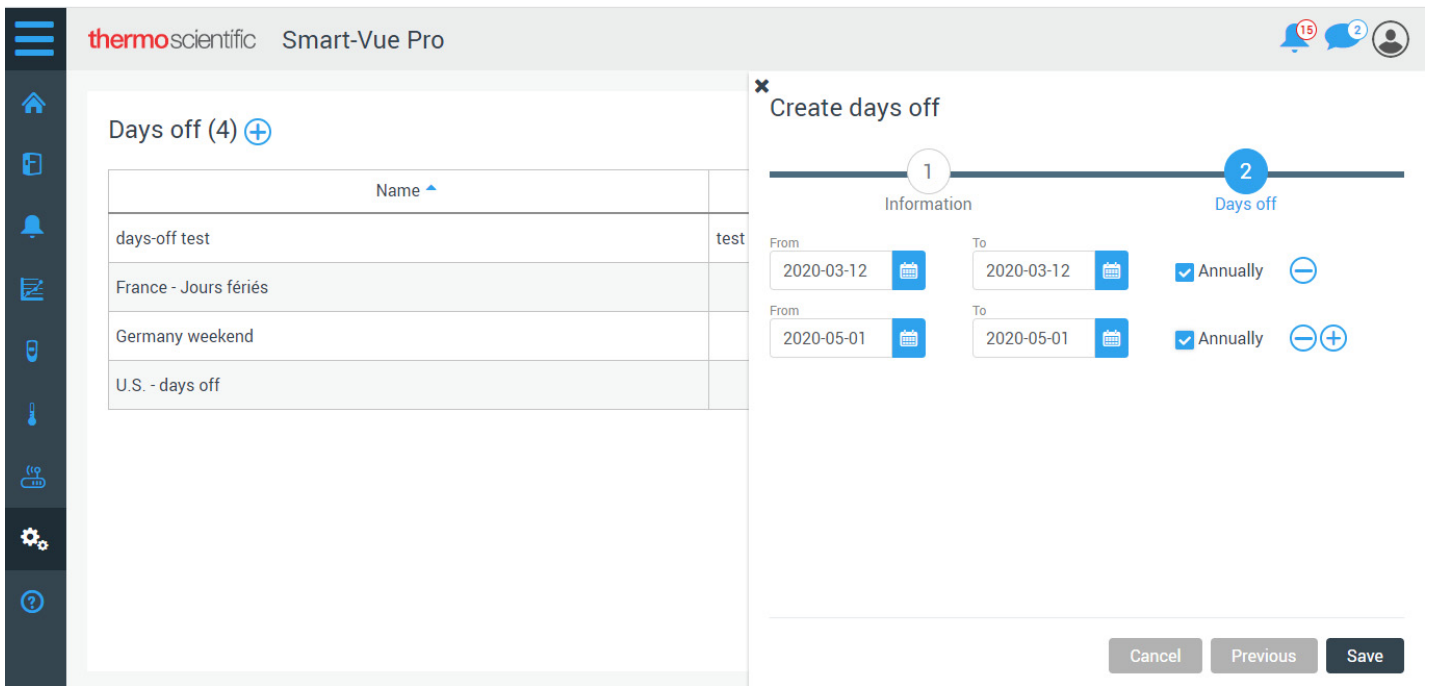 thermoscientific Smart-Vue Pro
15
2
Days off (4)
Name
days-off test
test
France - Jours fériés
Germany weekend
U.S. - days off
Create days off
1
2
Information
Days off
From
To
2020-03-12
2020-03-12
Annually
From
To
2020-05-01
2020-05-01
Annually
Cancel
Previous
Save